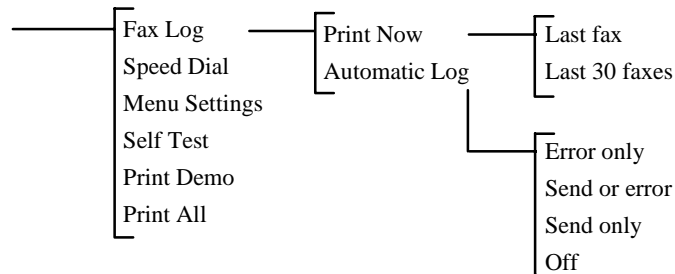 Fax Log
Speed Dial
Menu Settings
Self Test
Print Demo
Print All
Print Now
Automatic Log
Last fax
Last 30 faxes
Error only
Send or error
Send only
Off